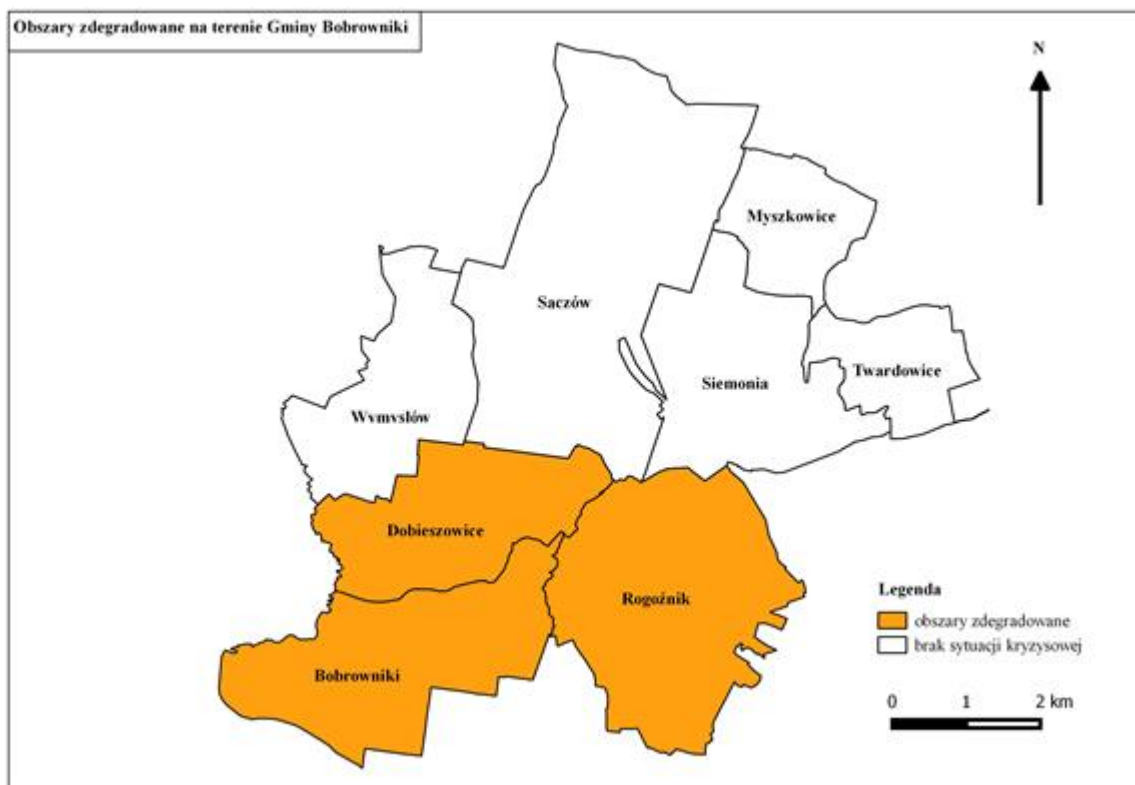 Obszary zdegradowane na terenie Gminy Bobrowniki
N
Myszkowice
Sączów
Twardowice
Siemonia
Wymysłów
Dobieszowice
Rogoźnik
Bobrowniki
Legenda
obszary zdegradowane
brak sytuacji kryzysowej
0 1 2 km